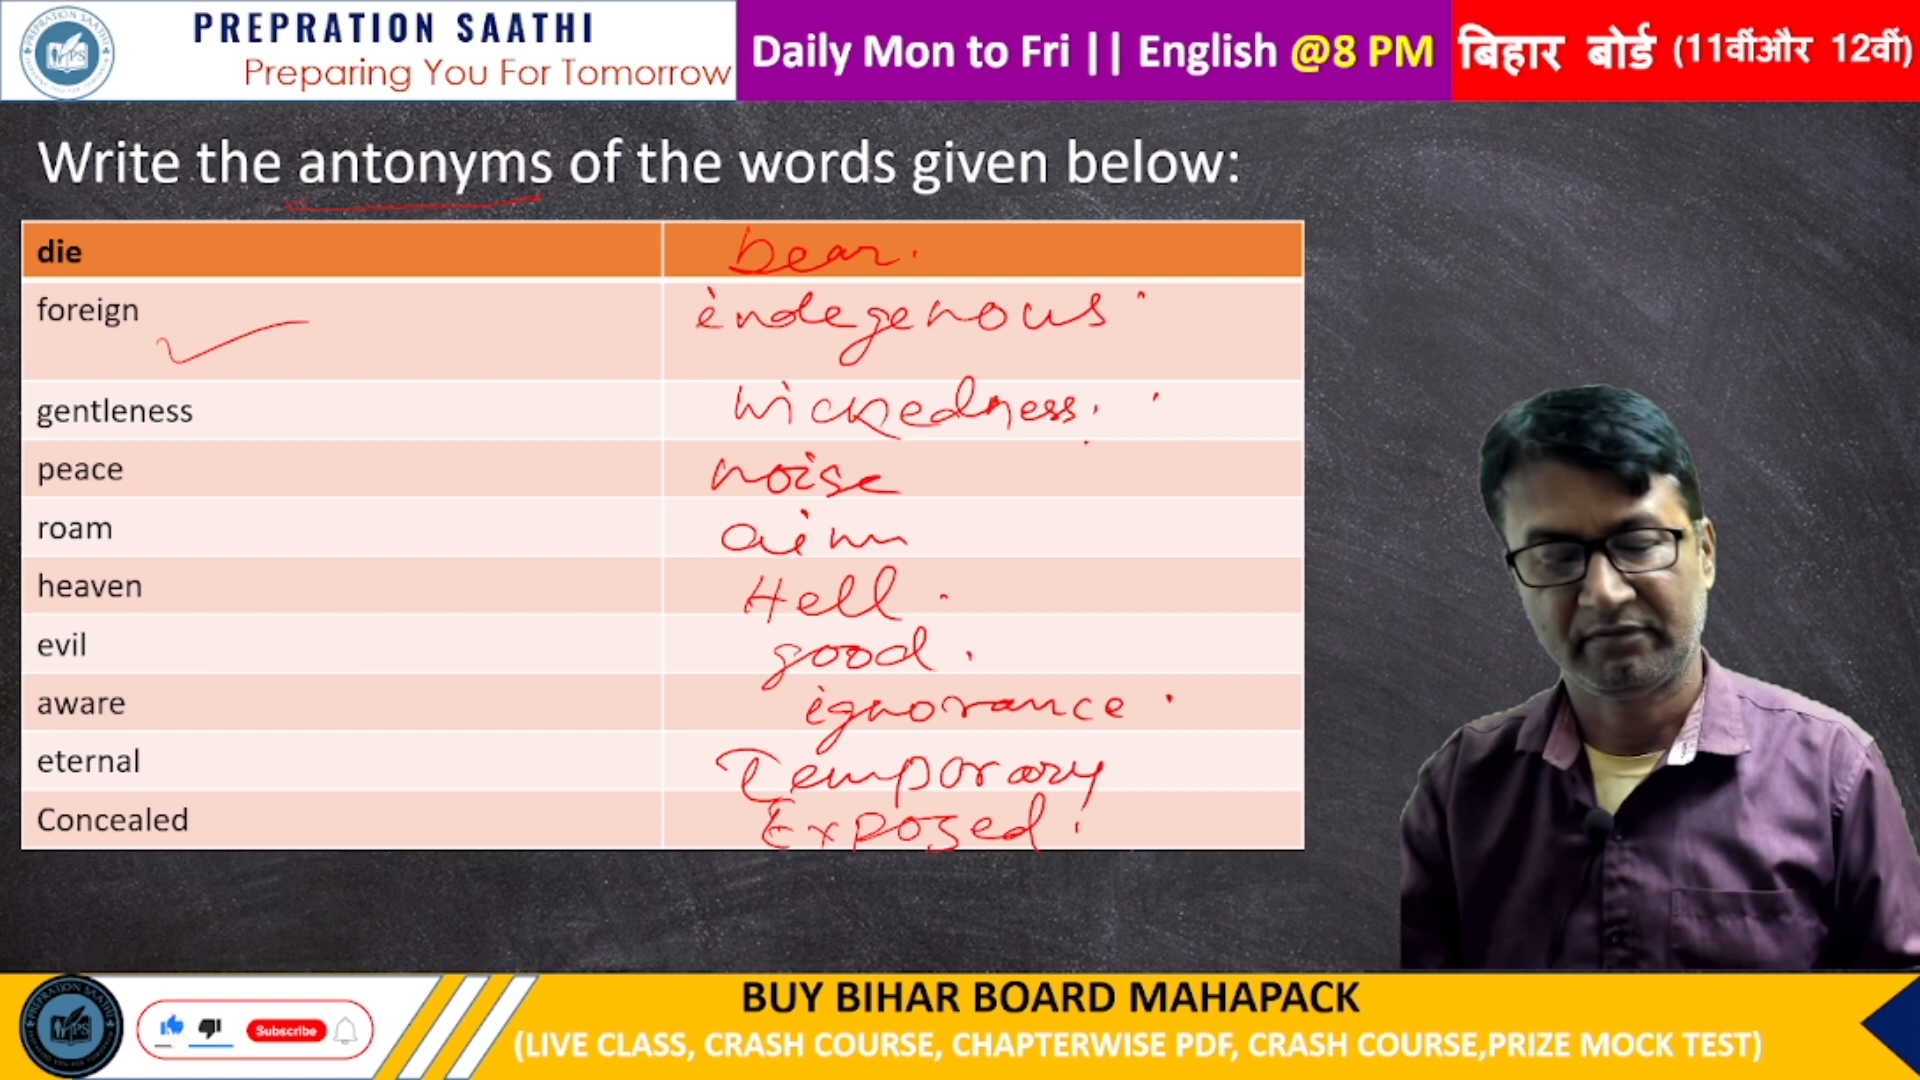 PREPRATION SAATHI
Preparing You For Tomorrow
Daily Mon to Fri || English @8 PM
बिहार बोर्ड (11वींऔर 12वीं)
Write the antonyms of the words given below:
die bear.
foreign endegenous
gentleness wickedness.
peace noise
roam aim
heaven Hell.
evil good.
aware ignorance
eternal Temporary
Concealed Exposed.
BUY BIHAR BOARD MAHAPACK
Subscribe
(LIVE CLASS, CRASH COURSE, CHAPTERWISE PDF, CRASH COURSE,PRIZE MOCK TEST)